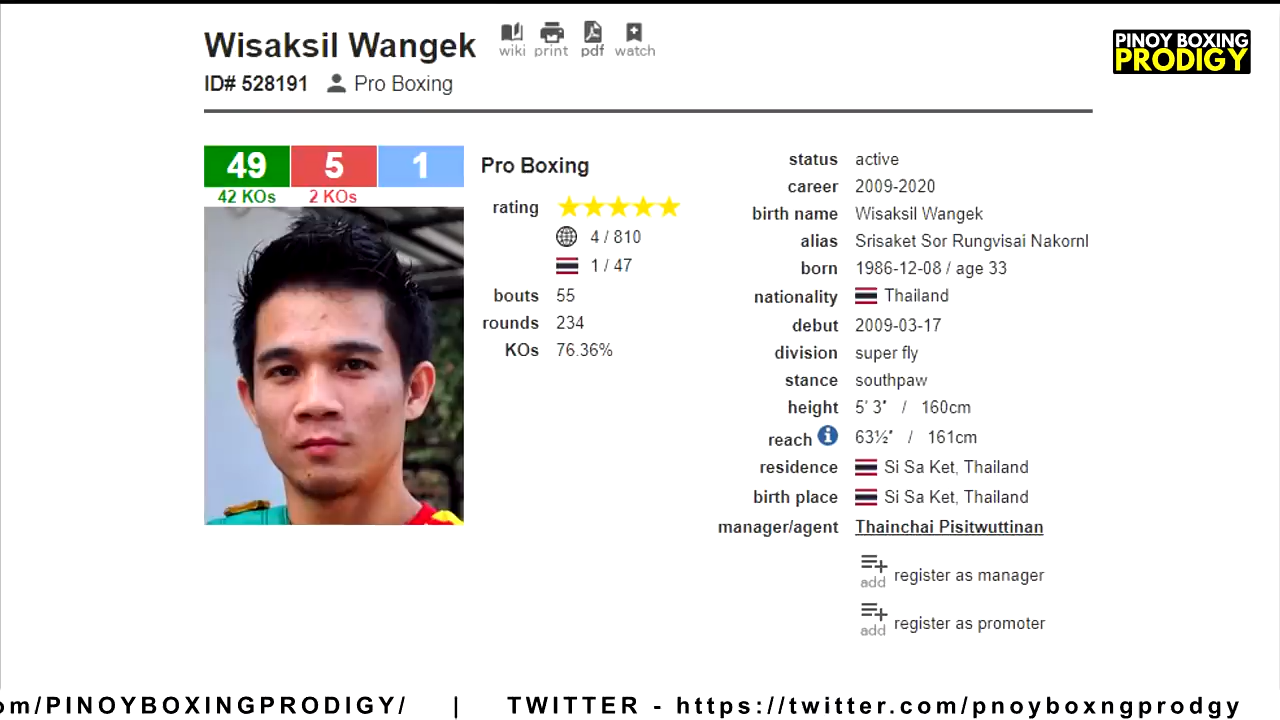 Wisaksil Wangek
wiki print pdf watch
PINOY BOXING
PRODIGY
ID# 528191 Pro Boxing
49 5 1
42 KOs 2 KOs
Pro Boxing
rating
4 / 810
1 / 47
bouts 55
rounds 234
KOs 76.36%
status active
career 2009-2020
birth name Wisaksil Wangek
alias Srisaket Sor Rungvisai Nakornl
born 1986-12-08 / age 33
nationality Thailand
debut 2009-03-17
division super fly
stance southpaw
height 5′ 3″ / 160cm
reach 63½″ / 161cm
residence Si Sa Ket, Thailand
birth place Si Sa Ket, Thailand
manager/agent Thainchai Pisitwuttinan
add register as manager
add register as promoter
om/PINOYBOXINGPRODIGY/ | TWITTER - https://twitter.com/pnoyboxngprodgy